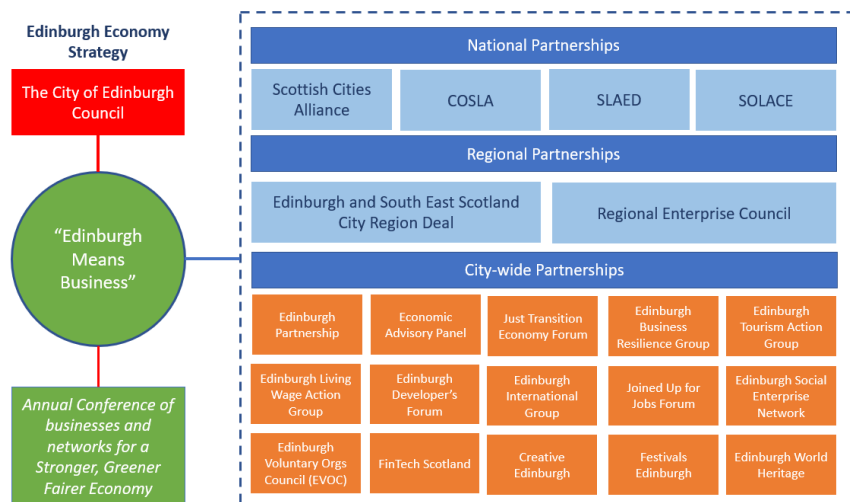 Edinburgh Economy
Strategy
The City of Edinburgh
Council
“Edinburgh
Means
Business”
Annual Conference of
businesses and
networks for a
Stronger, Greener
Fairer Economy
National Partnerships
Scottish Cities
Alliance
COSLA
SLAED
SOLACE
Regional Partnerships
Edinburgh and South East Scotland
City Region Deal
Regional Enterprise Council
City-wide Partnerships
Edinburgh
Partnership
Economic
Advisory Panel
Just Transition
Economy Forum
Edinburgh
Business
Resilience Group
Edinburgh
Tourism Action
Group
Edinburgh Living
Wage Action
Group
Edinburgh
Developer’s
Forum
Edinburgh
International
Group
Joined Up for
Jobs Forum
Edinburgh Social
Enterprise
Network
Edinburgh
Voluntary Orgs
Council (EVOC)
FinTech Scotland
Creative
Edinburgh
Festivals
Edinburgh
Edinburgh World
Heritage